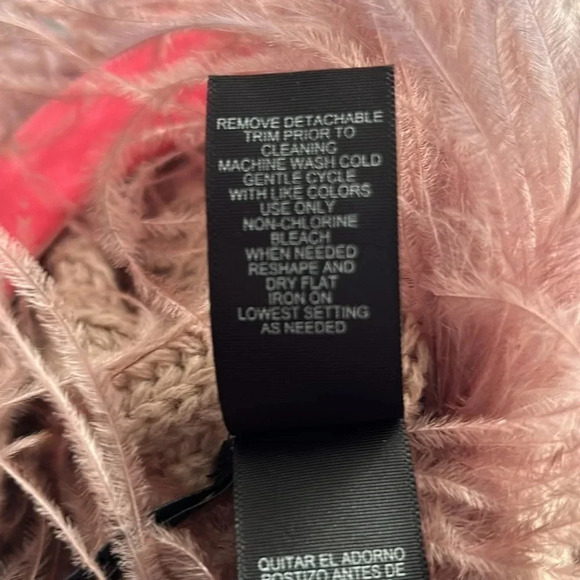 REMOVE DETACHABLE
TRIM PRIOR TO
CLEANING
MACHINE WASH COLD
GENTLE CYCLE
WITH LIKE COLORS
USE ONLY
NON-CHLORINE
BLEACH
WHEN NEEDED
RESHAPE AND
DRY FLAT
IRON ON
LOWEST SETTING
AS NEEDED
QUITAR EL ADORNO
POSTIZO ANTES DE